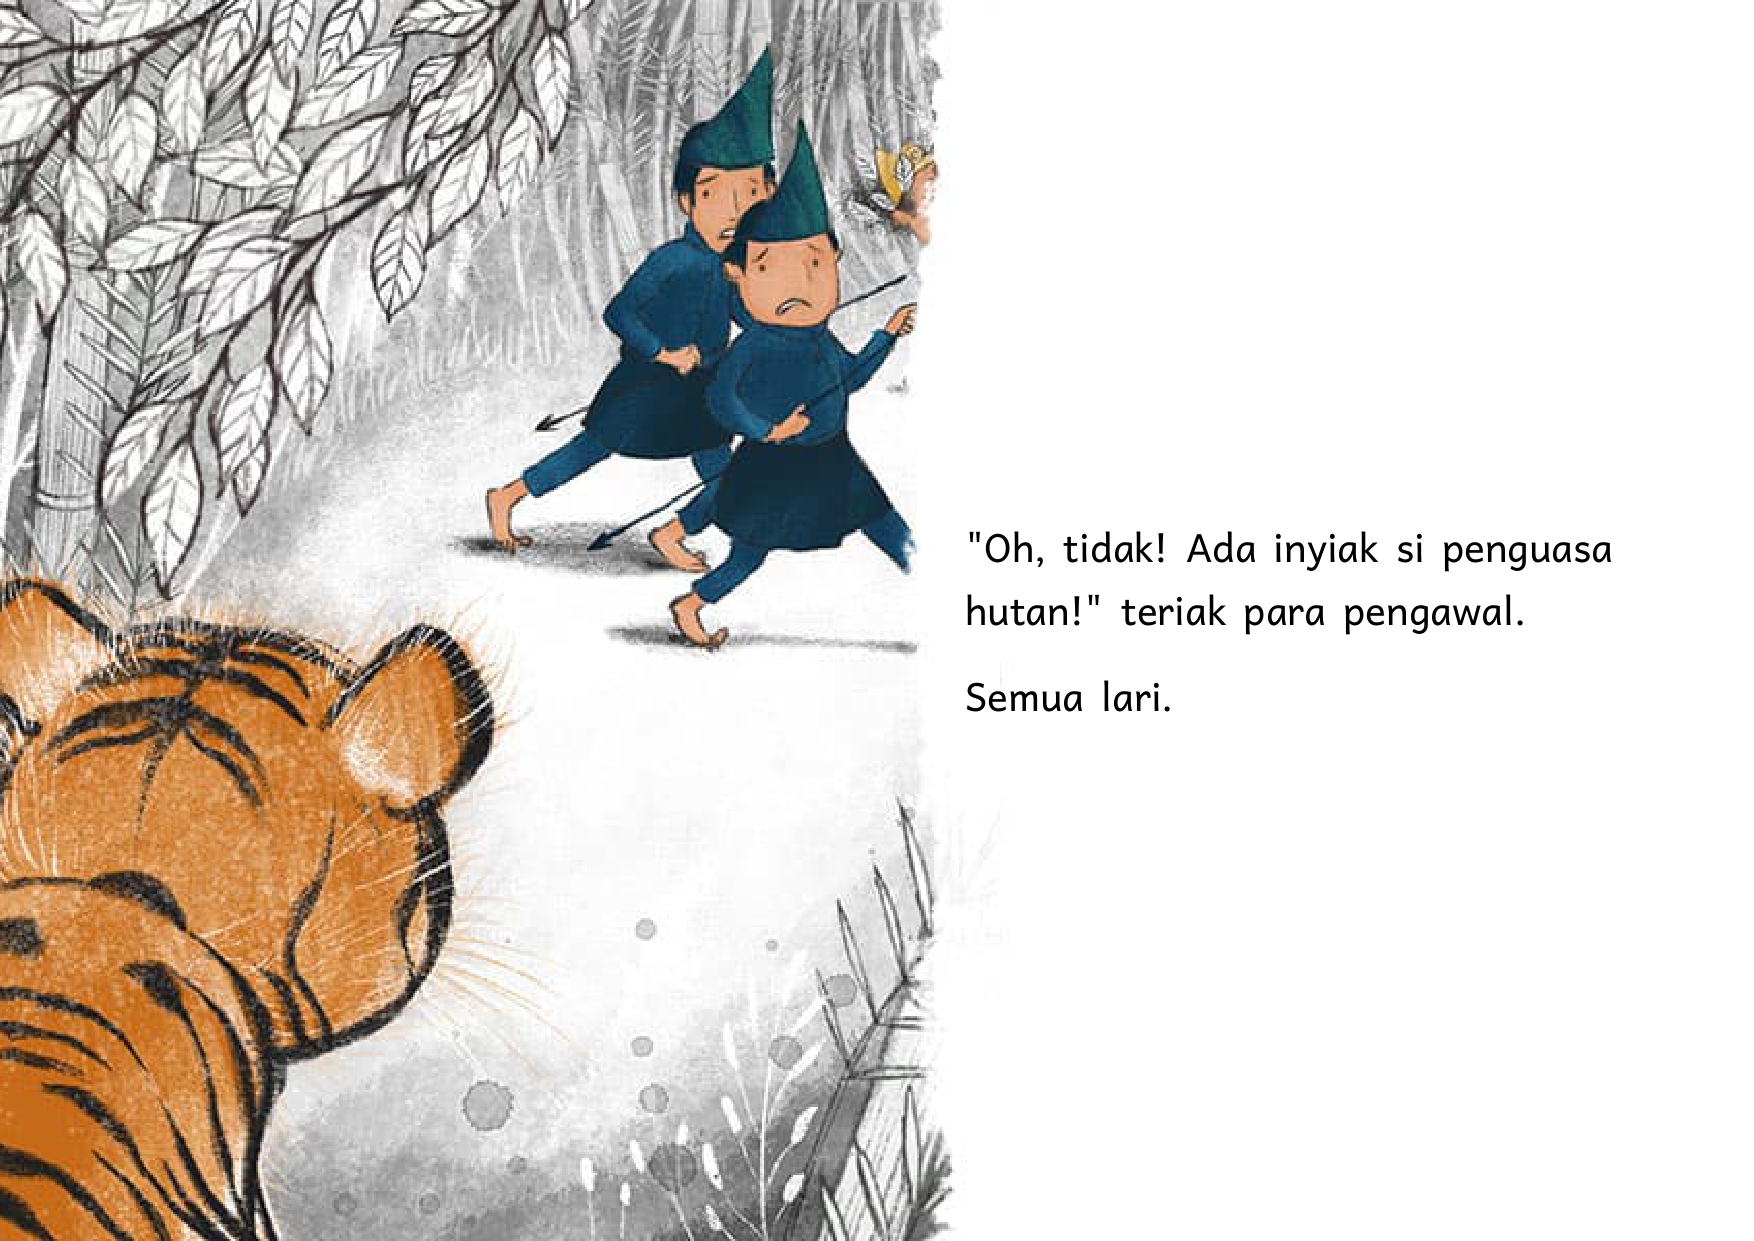 "Oh, tidak! Ada inyiak si penguasa
hutan!" teriak para pengawal.
Semua lari.